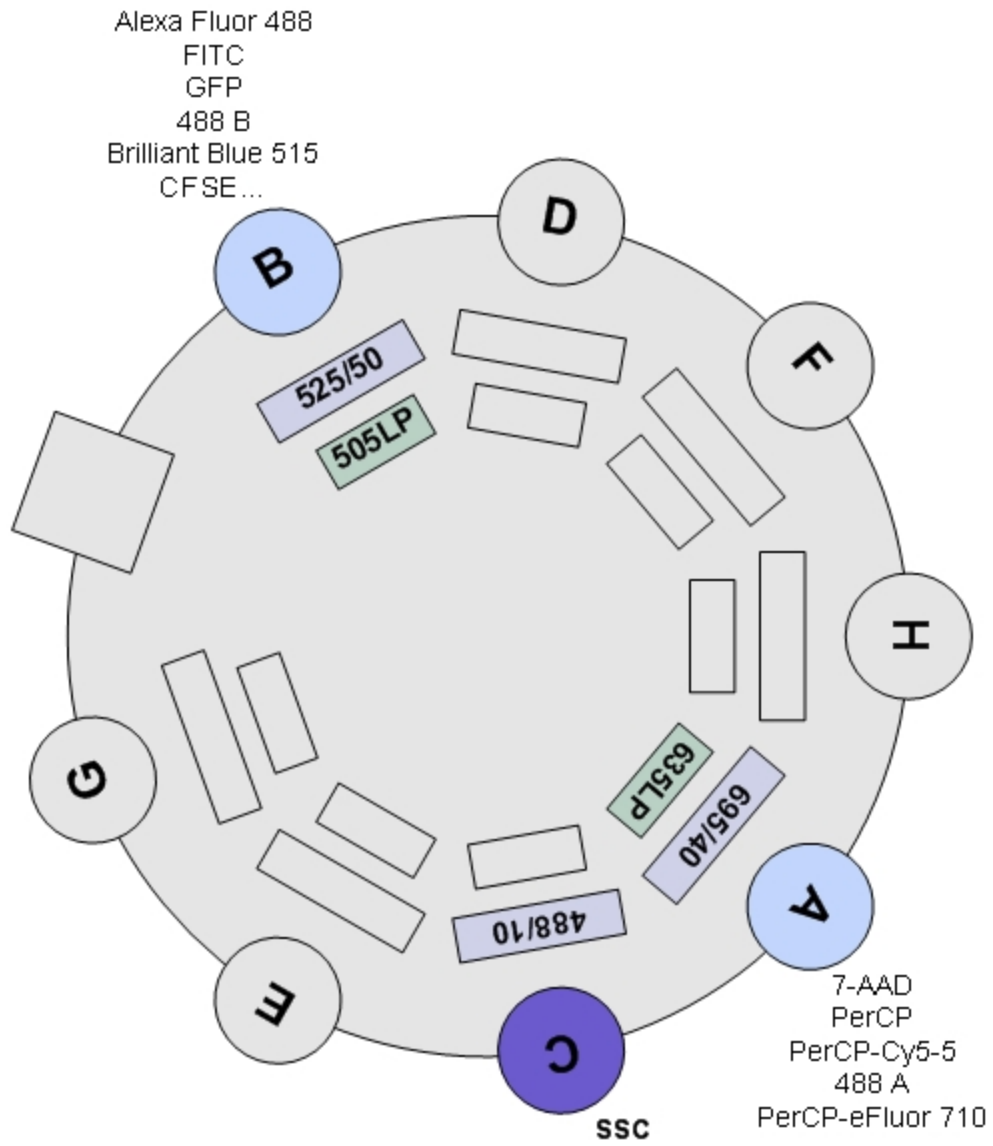 Alexa Fluor 488
FITC
GFP
488 B
Brilliant Blue 515
CFSE...
B
D
F
525/50
505LP
H
635LP
695/40
G
488/10
A
E
C
SSC
7-AAD
PerCP
PerCP-Cy5-5
488 A
PerCP-eFluor 710